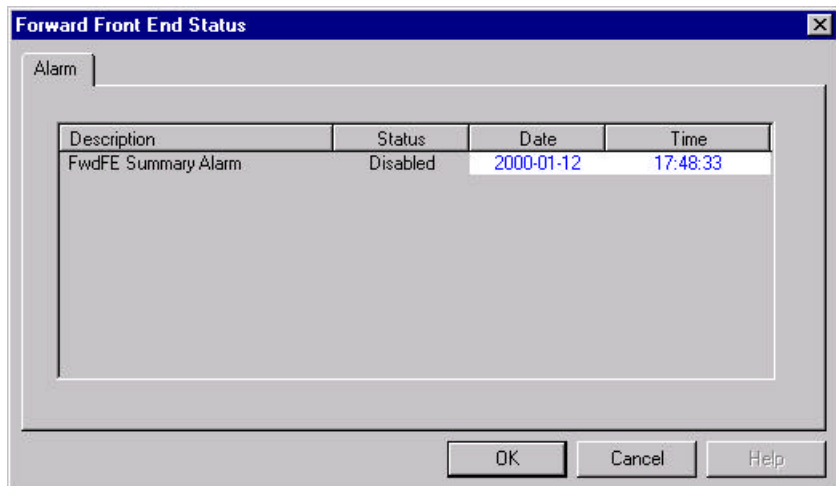 Forward Front End Status
Alarm
Description Status Date Time
FwdFE Summary Alarm Disabled 2000-01-12 17:48:33
OK Cancel Help